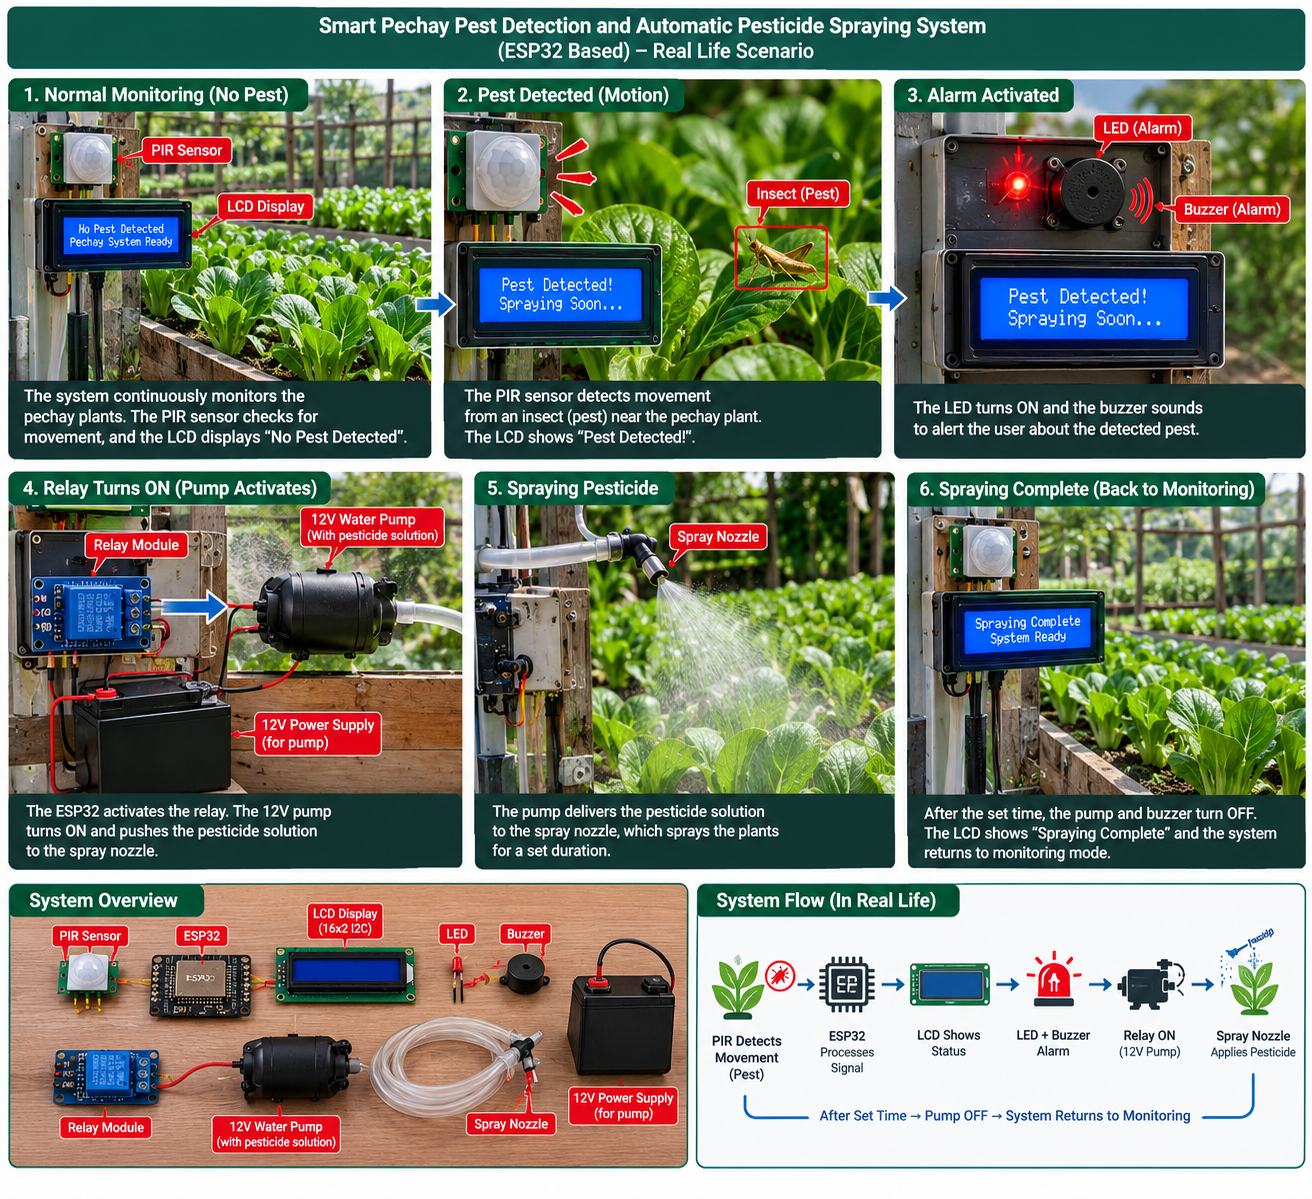 Smart Pechay Pest Detection and Automatic Pesticide Spraying System
(ESP32 Based) – Real Life Scenario
1. Normal Monitoring (No Pest)
PIR Sensor
LCD Display
No Pest Detected
Pechay System Ready
The system continuously monitors the
pechay plants. The PIR sensor checks for
movement, and the LCD displays “No Pest Detected”.
2. Pest Detected (Motion)
Insect (Pest)
Pest Detected!
Spraying Soon...
The PIR sensor detects movement
from an insect (pest) near the pechay plant.
The LCD shows “Pest Detected!”.
3. Alarm Activated
LED (Alarm)
Buzzer (Alarm)
Pest Detected!
Spraying Soon...
The LED turns ON and the buzzer sounds
to alert the user about the detected pest.
4. Relay Turns ON (Pump Activates)
12V Water Pump
(With pesticide solution)
Relay Module
12V Power Supply
(for pump)
The ESP32 activates the relay. The 12V pump
turns ON and pushes the pesticide solution
to the spray nozzle.
5. Spraying Pesticide
Spray Nozzle
The pump delivers the pesticide solution
to the spray nozzle, which sprays the plants
for a set duration.
6. Spraying Complete (Back to Monitoring)
Spraying Complete
System Ready
After the set time, the pump and buzzer turn OFF.
The LCD shows “Spraying Complete” and the system
returns to monitoring mode.
System Overview
PIR Sensor
ESP32
LCD Display
(16x2 I2C)
LED
Buzzer
Relay Module
12V Water Pump
(with pesticide solution)
Spray Nozzle
12V Power Supply
(for pump)
System Flow (In Real Life)
PIR Detects
Movement
(Pest)
ESP32
Processes
Signal
LCD Shows
Status
LED + Buzzer
Alarm
Relay ON
(12V Pump)
Spray Nozzle
Applies Pesticide
After Set Time → Pump OFF → System Returns to Monitoring